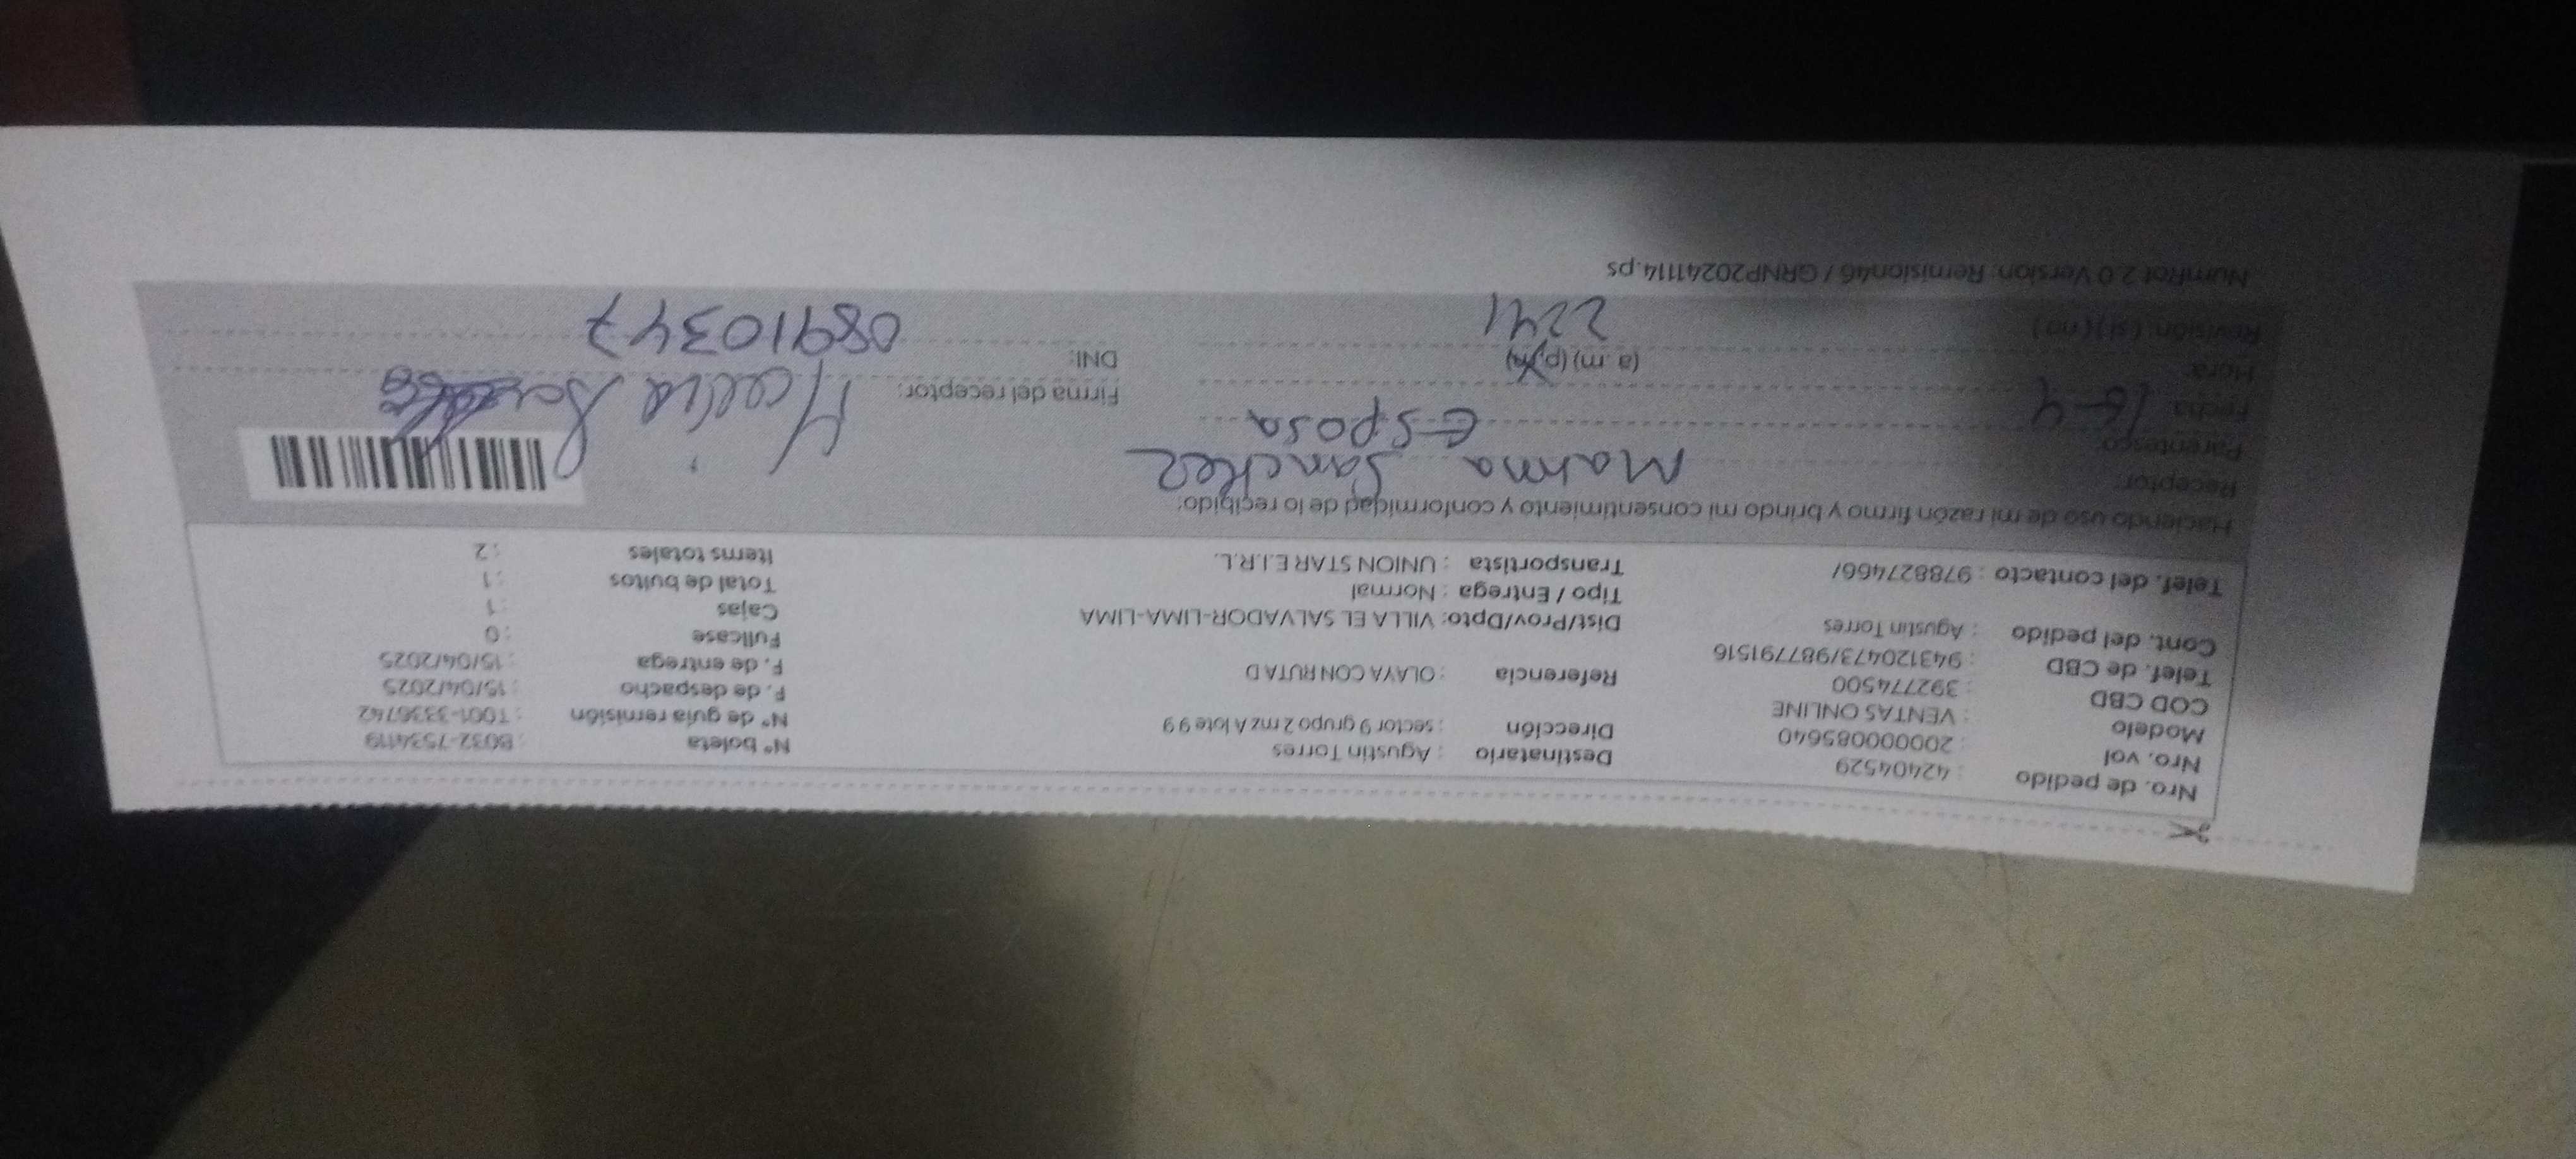 Nro. de pedido : 42404529
Nro. vol : 20000085640
Modelo : VENTAS ONLINE
COD CBD : 392774500
Telef. de CBD : 943120473/987791516
Cont. del pedido : Agustin Torres
Telef. del contacto : 978827466/
Destinatario : Agustin Torres
Dirección : sector 9 grupo 2 mz A lote 9 9
Referencia : OLAYA CON RUTA D
Dist/Prov/Dpto: VILLA EL SALVADOR-LIMA-LIMA
Tipo / Entrega : Normal
Transportista : UNION STAR E.I.R.L.
N° boleta : B032-7534119
N° de guía remisión : T001-3336742
F. de despacho : 15/04/2025
F. de entrega : 15/04/2025
Fullcase : 0
Cajas : 1
Total de bultos : 1
Items totales : 2
Haciendo uso de mi razón firmo y brindo mi consentimiento y conformidad de lo recibido:
Receptor: Sanchez
Parentesco: Esposa
Fecha
Hora: (a.m) (p.m)
Revisión: (si) (no) 2241
Firma del receptor:
DNI: 08910347
NumRot 2.0 Version: Remision46 / GRNP20241114.ps